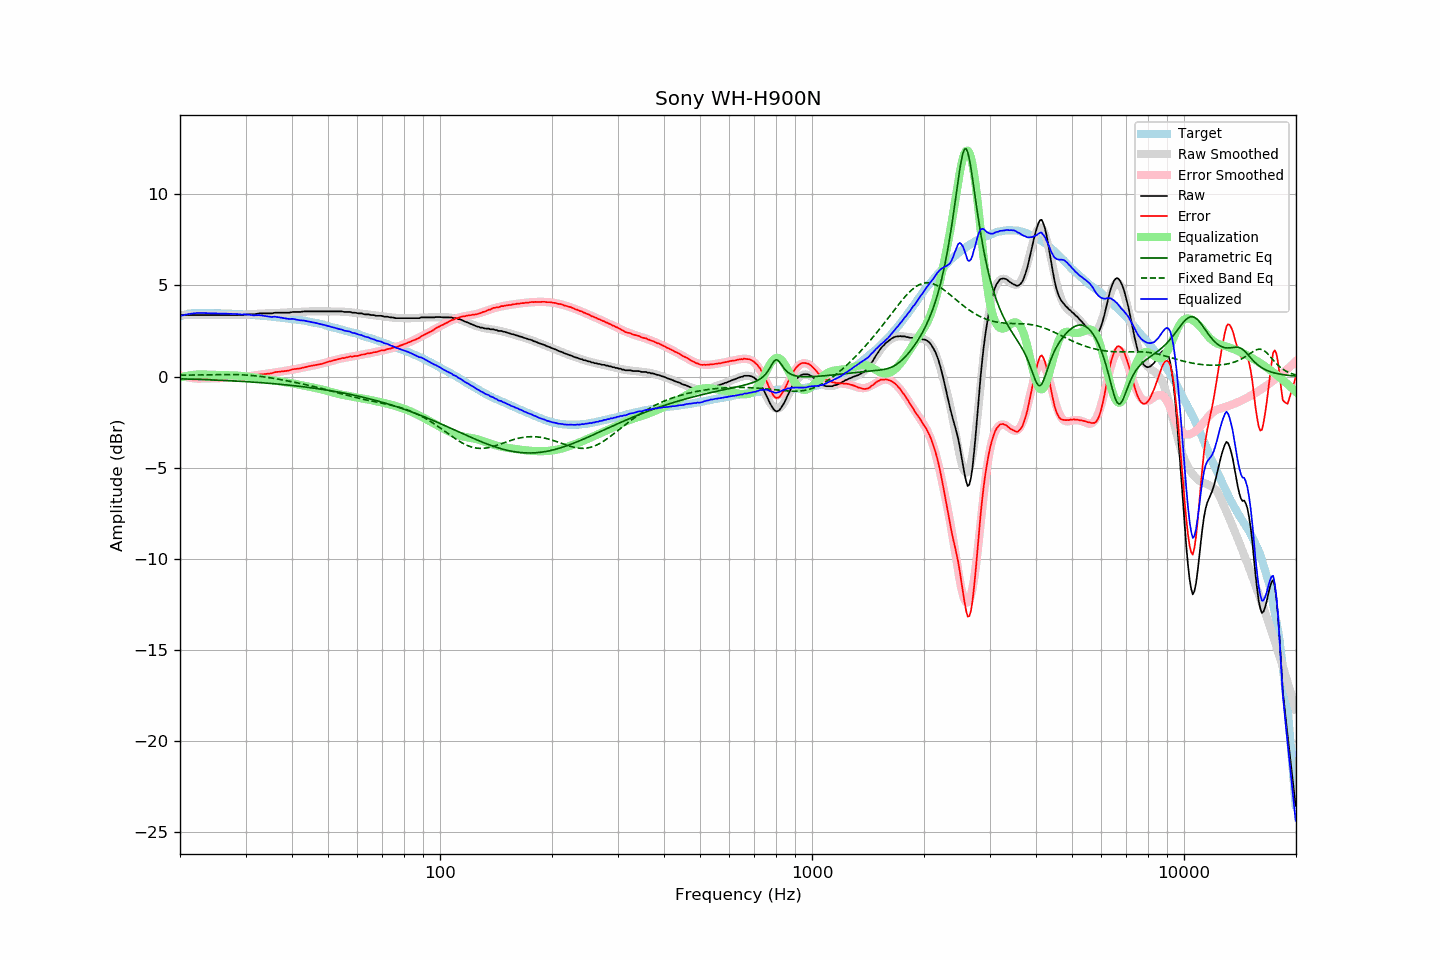 Sony WH-H900N
Target
Raw Smoothed
Error Smoothed
Raw
Error
Equalization
Parametric Eq
Fixed Band Eq
Equalized
10
5
0
−5
−10
−15
−20
−25
Amplitude (dBr)
100
1000
10000
Frequency (Hz)